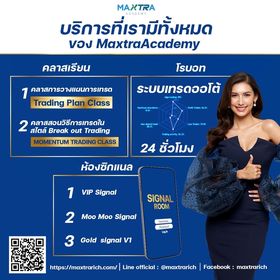 MAXTRA
ACADEMY
บริการที่เรามีทั้งหมด
ของ MaxtraAcademy
คลาสเรียน
1 คลาสการวางแผนการเทรด
Trading Plan Class
2 คลาสสอนวิธีการเทรดใน
สไตล์ Break out Trading
MOMENTUM TRADING CLASS
โรบอท
ระบบเทรดออโต้
24 ชั่วโมง
ห้องซิกแนล
1 VIP Signal
2 Moo Moo Signal
3 Gold signal V1
SIGNAL
ROOM
maxtrarich.com/ | Line official : @maxtrarich | Facebook : maxtrarich